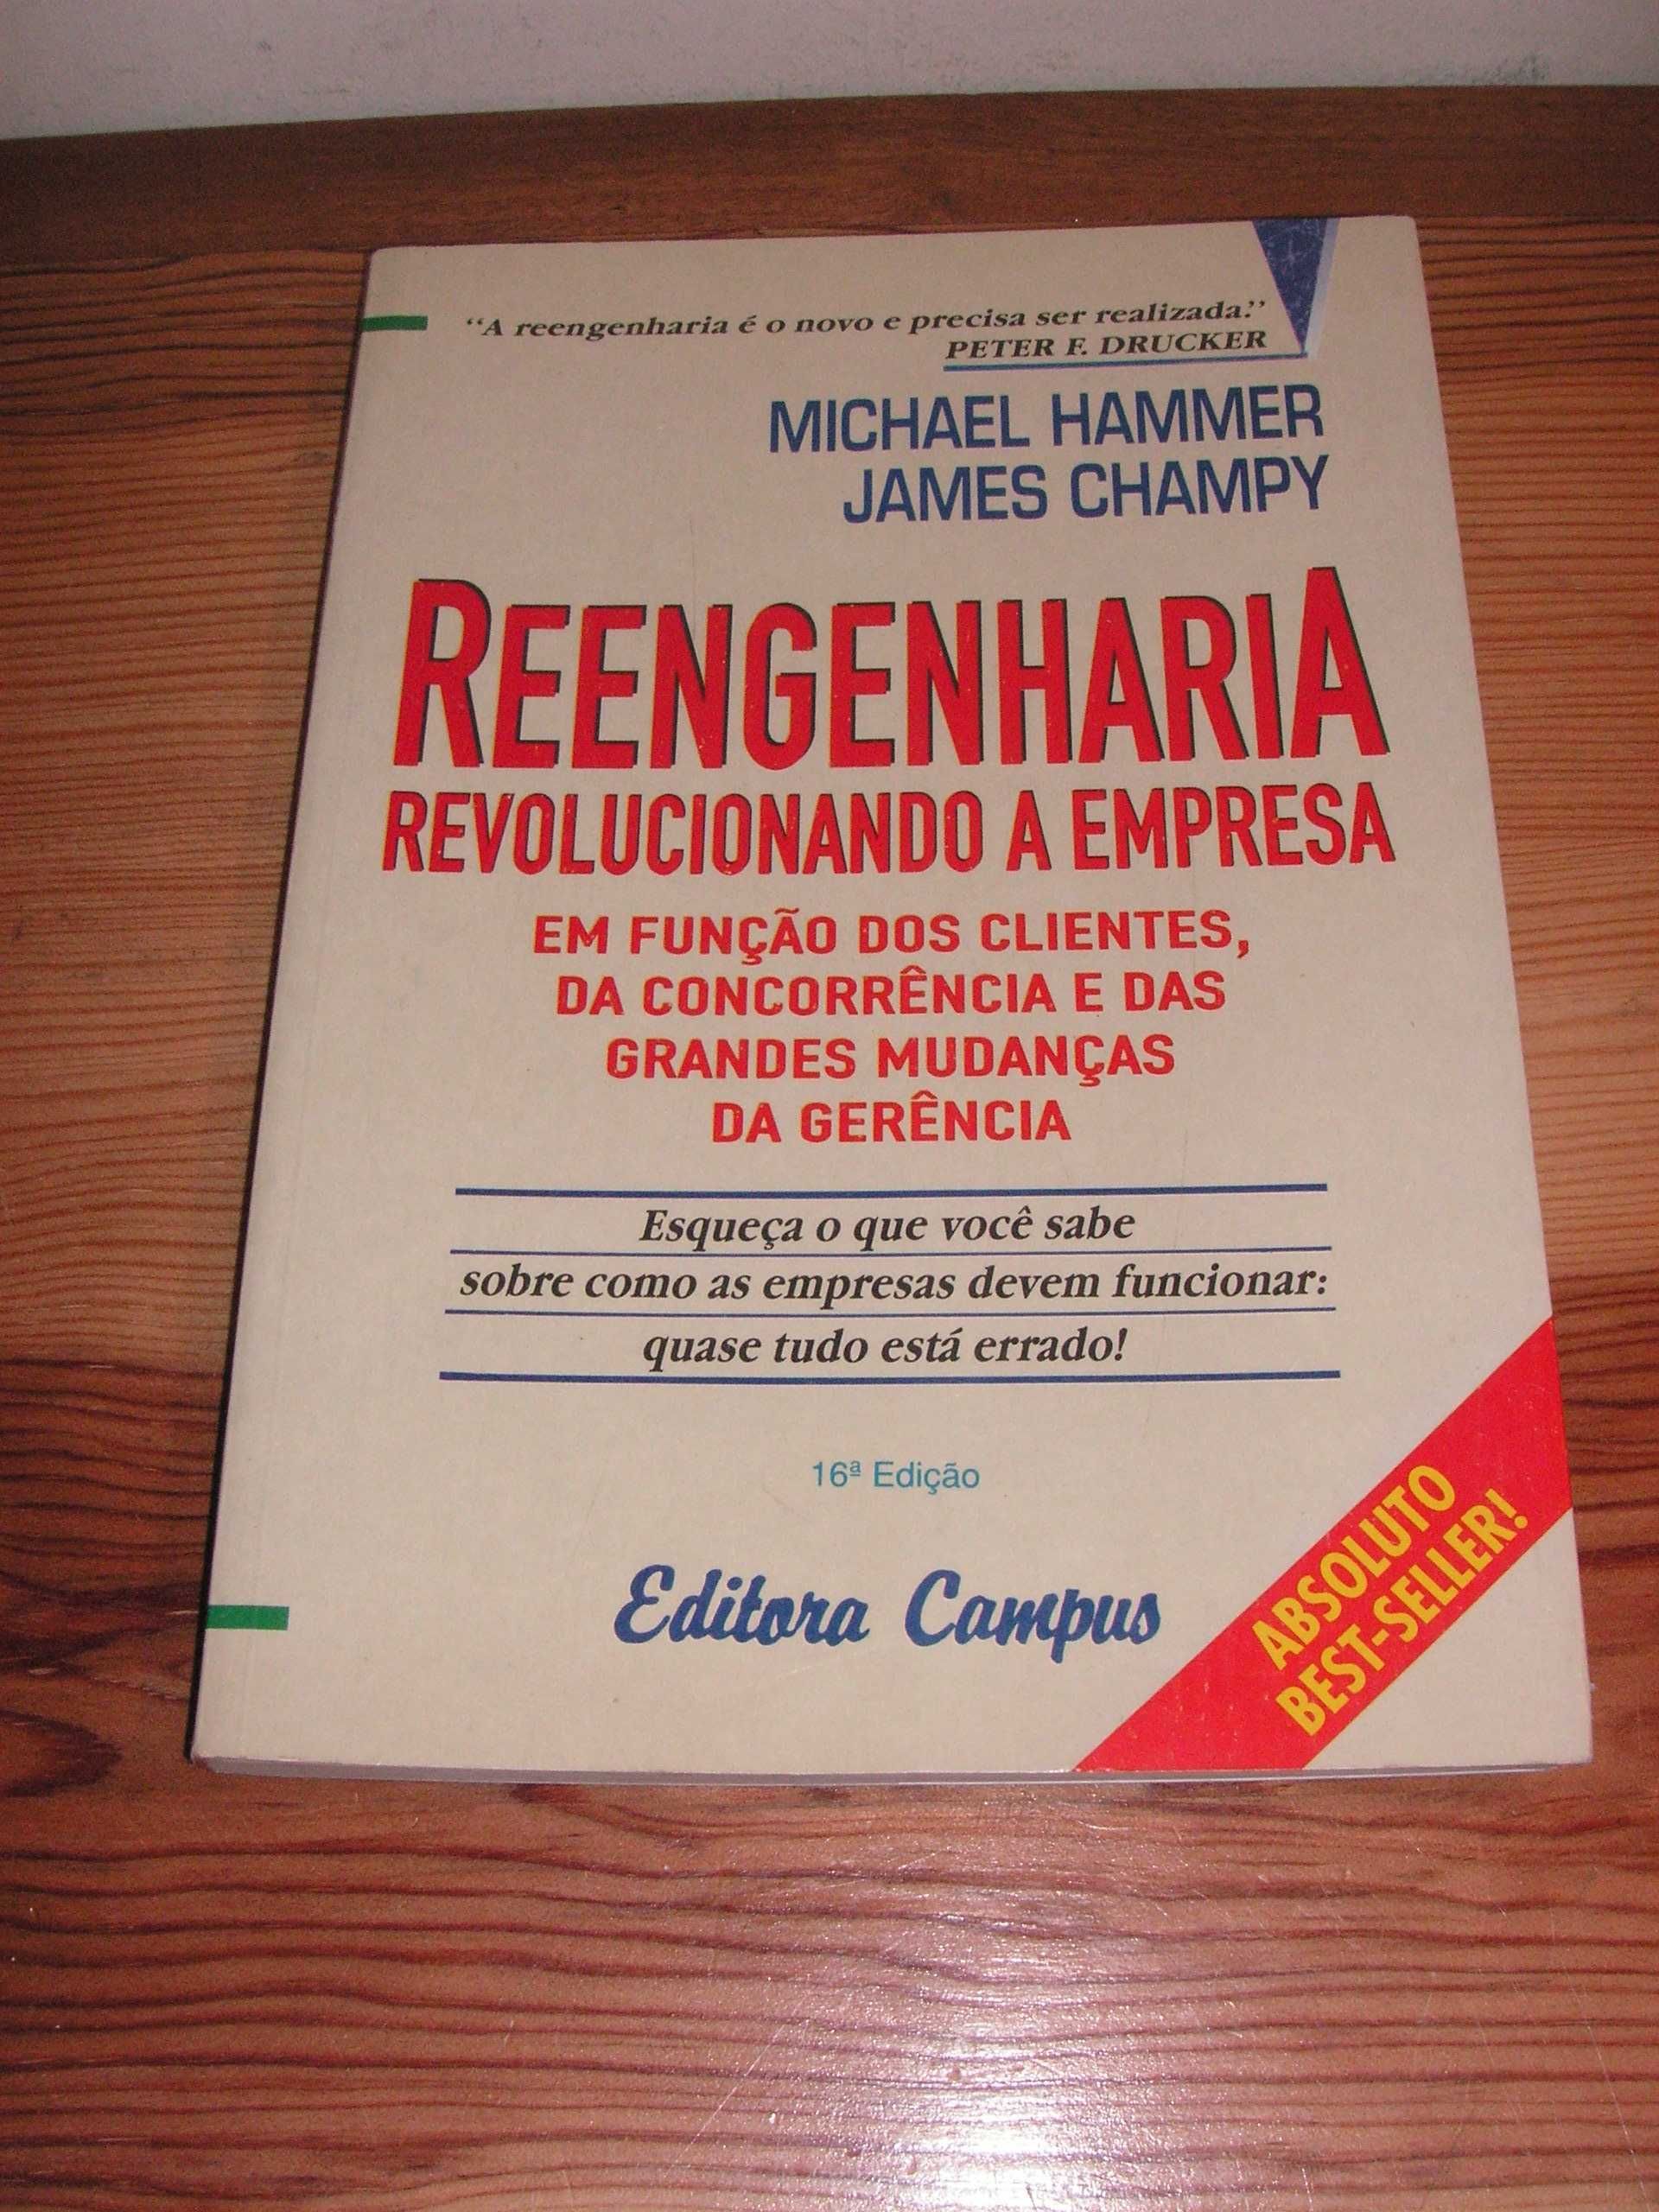 "A reengenharia é o novo e precisa ser realizada."
PETER F. DRUCKER
MICHAEL HAMMER
JAMES CHAMPY
REENGENHARIA
REVOLUCIONANDO A EMPRESA
EM FUNÇÃO DOS CLIENTES,
DA CONCORRÊNCIA E DAS
GRANDES MUDANÇAS
DA GERÊNCIA
Esqueça o que você sabe
sobre como as empresas devem funcionar:
quase tudo está errado!
16ª Edição
Editora Campus
ABSOLUTO
BEST-SELLER!